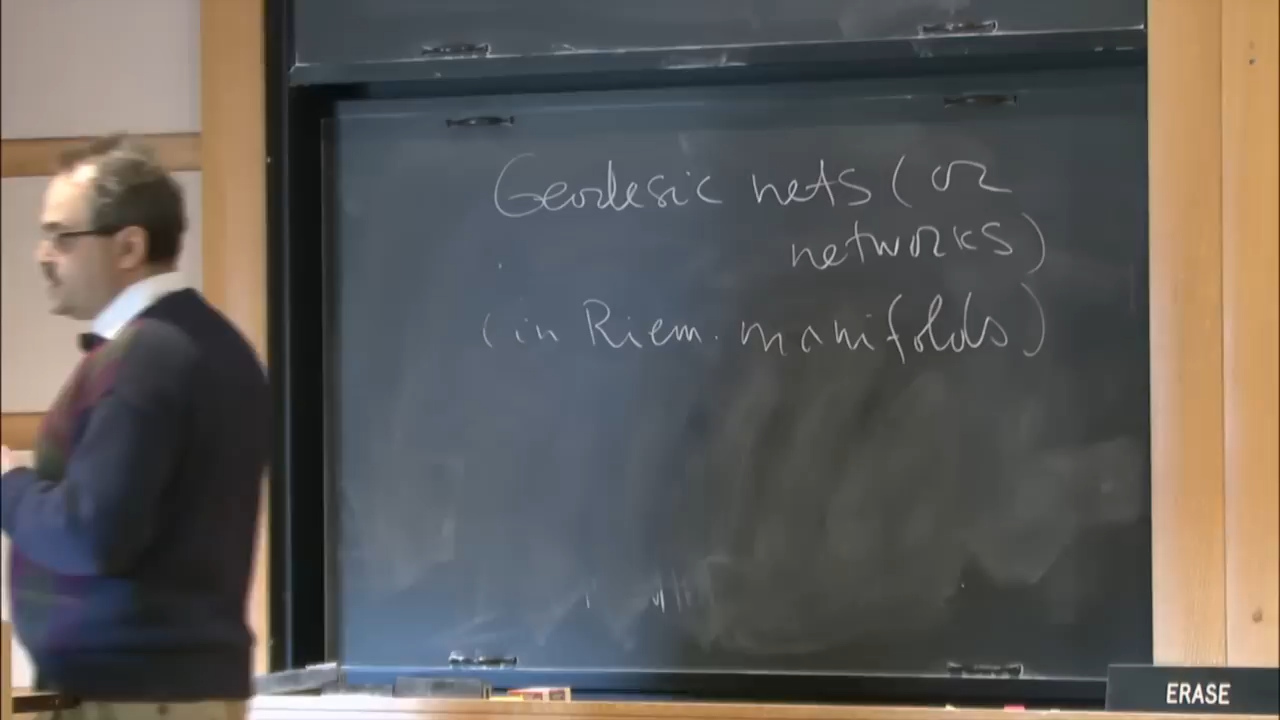 Geodesic nets (or
networks)
(in Riem. manifolds)
ERASE